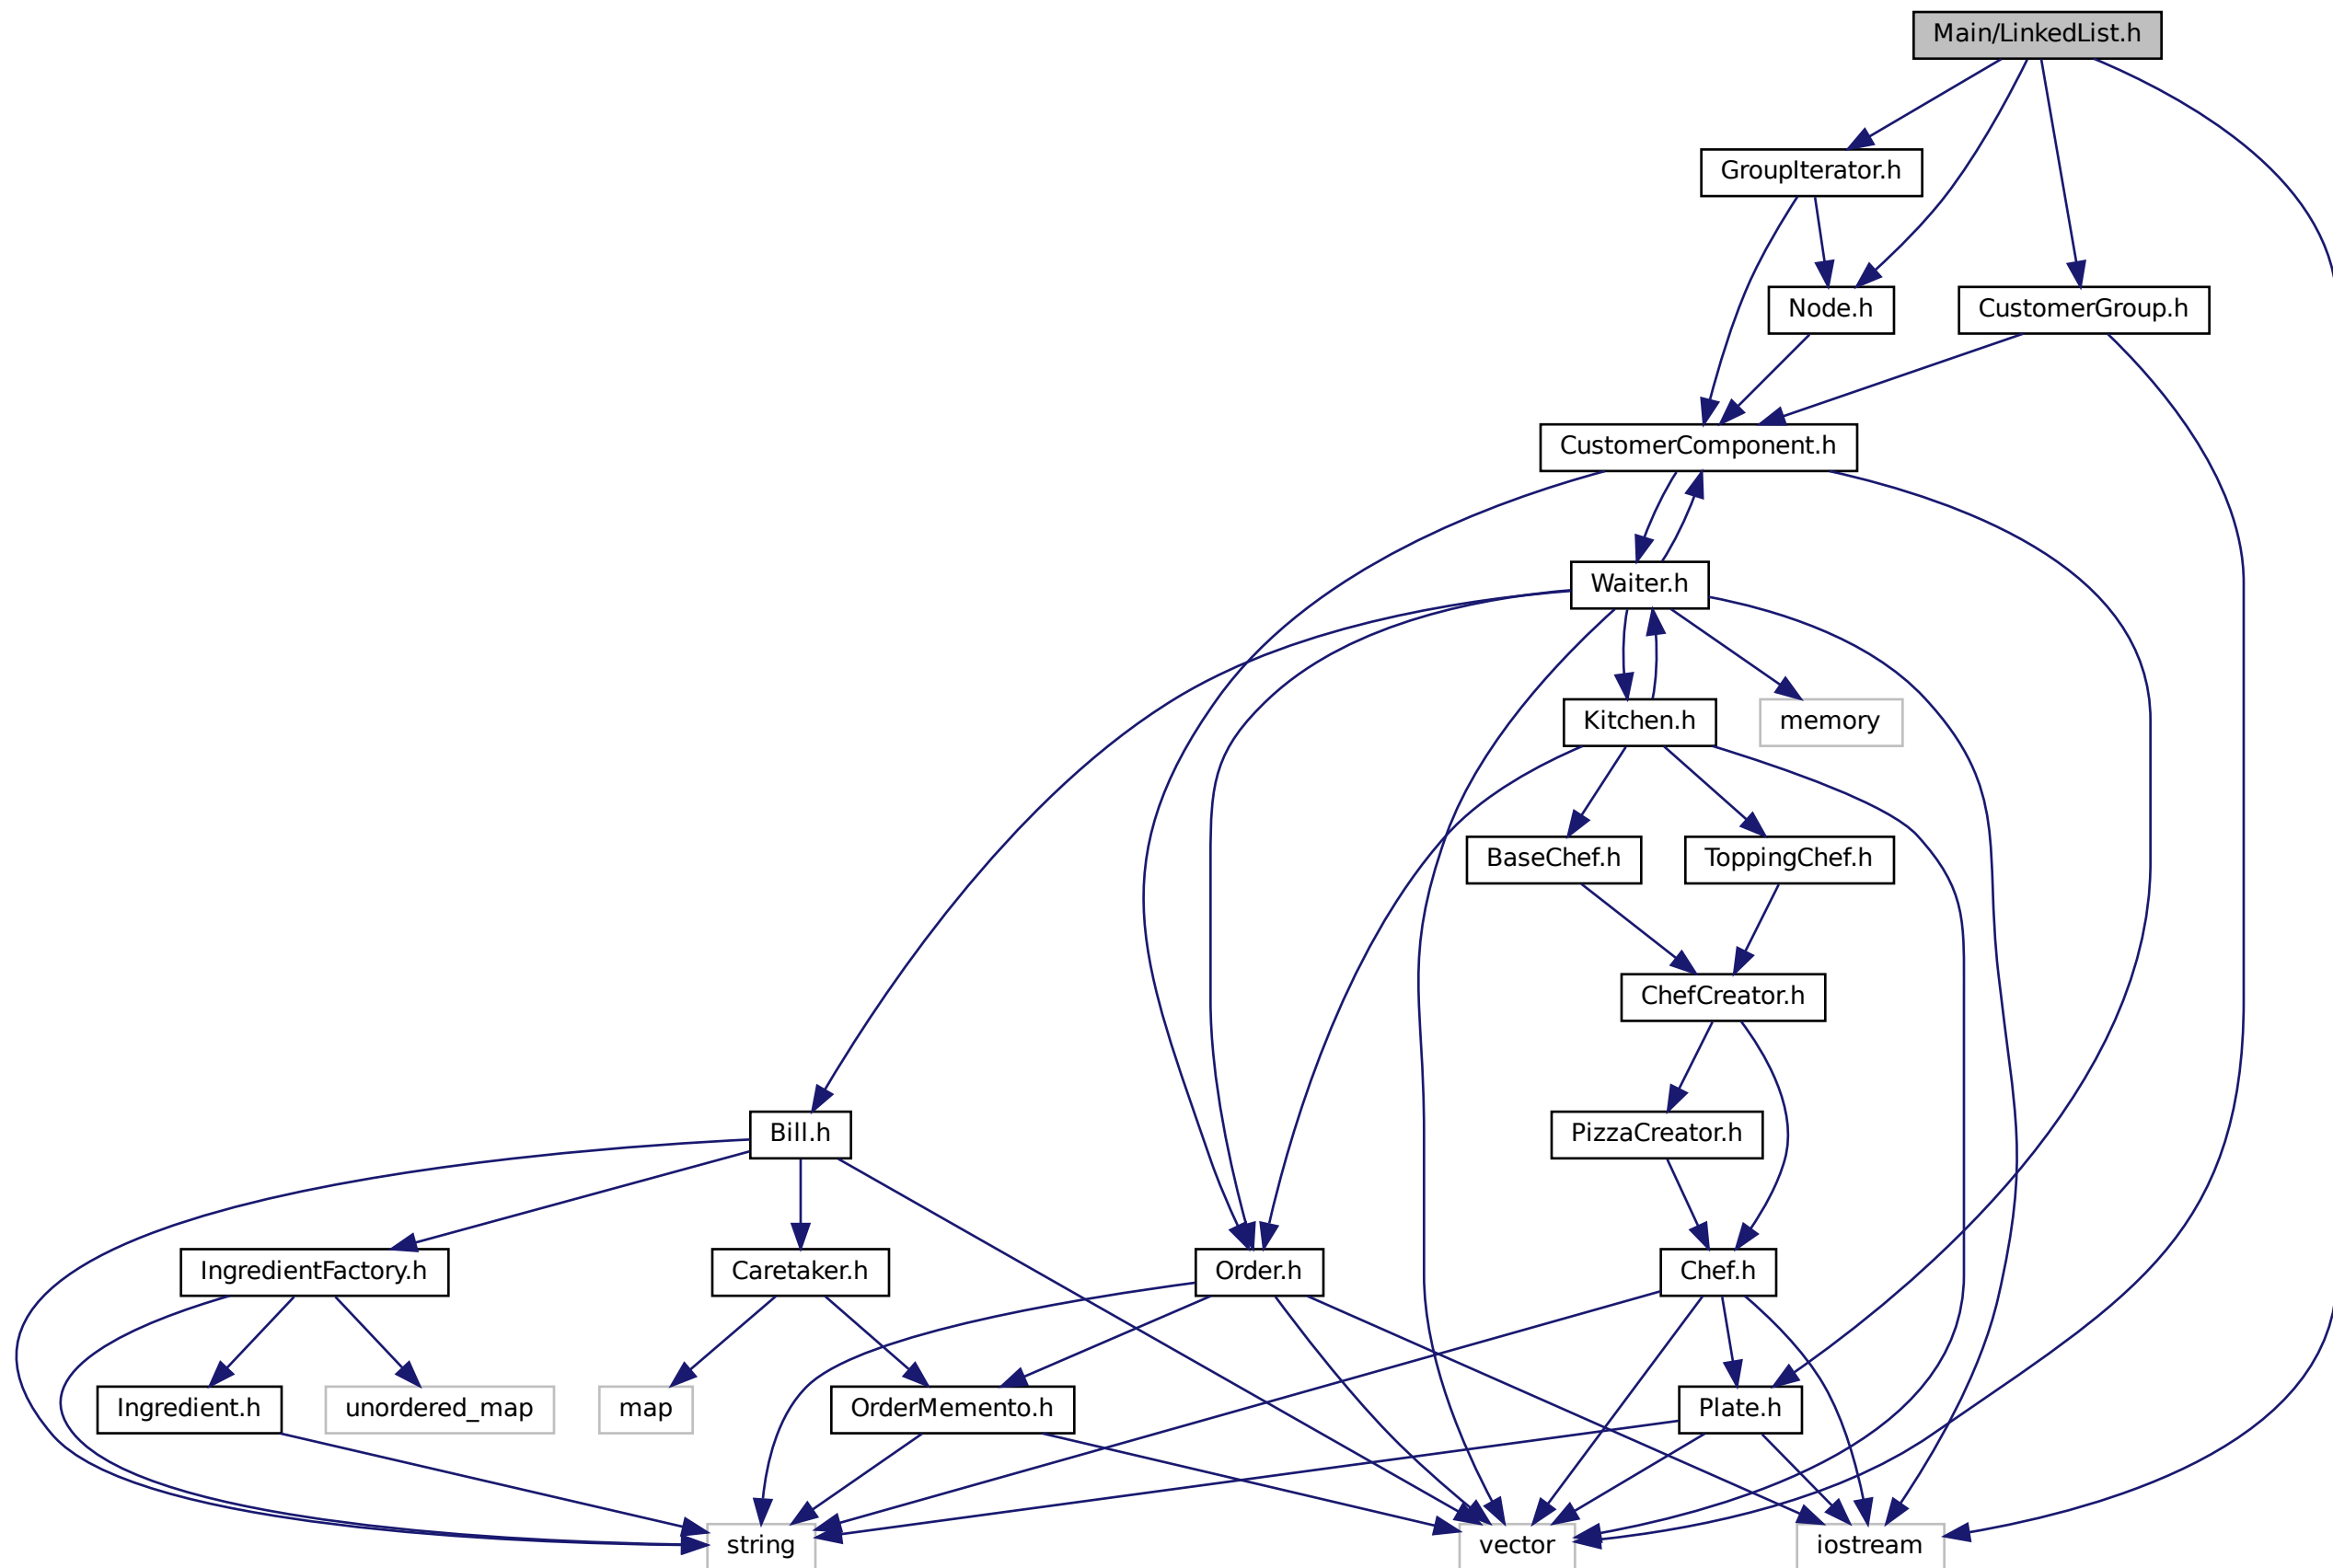 Main/LinkedList.h
GroupIterator.h
Node.h
CustomerGroup.h
CustomerComponent.h
Waiter.h
Kitchen.h
memory
BaseChef.h
ToppingChef.h
ChefCreator.h
Bill.h
PizzaCreator.h
IngredientFactory.h
Caretaker.h
Order.h
Chef.h
Ingredient.h
unordered_map
map
OrderMemento.h
Plate.h
string
vector
iostream